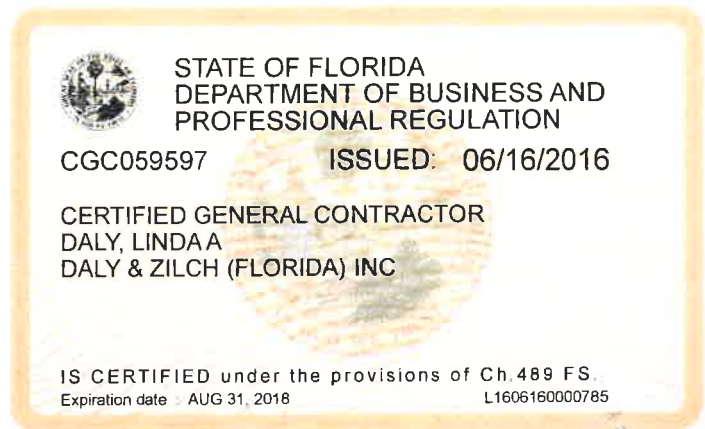 STATE OF FLORIDA
DEPARTMENT OF BUSINESS AND
PROFESSIONAL REGULATION
CGC059597 ISSUED: 06/16/2016
CERTIFIED GENERAL CONTRACTOR
DALY, LINDA A
DALY & ZILCH (FLORIDA) INC
IS CERTIFIED under the provisions of Ch.489 FS.
Expiration date : AUG 31, 2018 L1606160000785